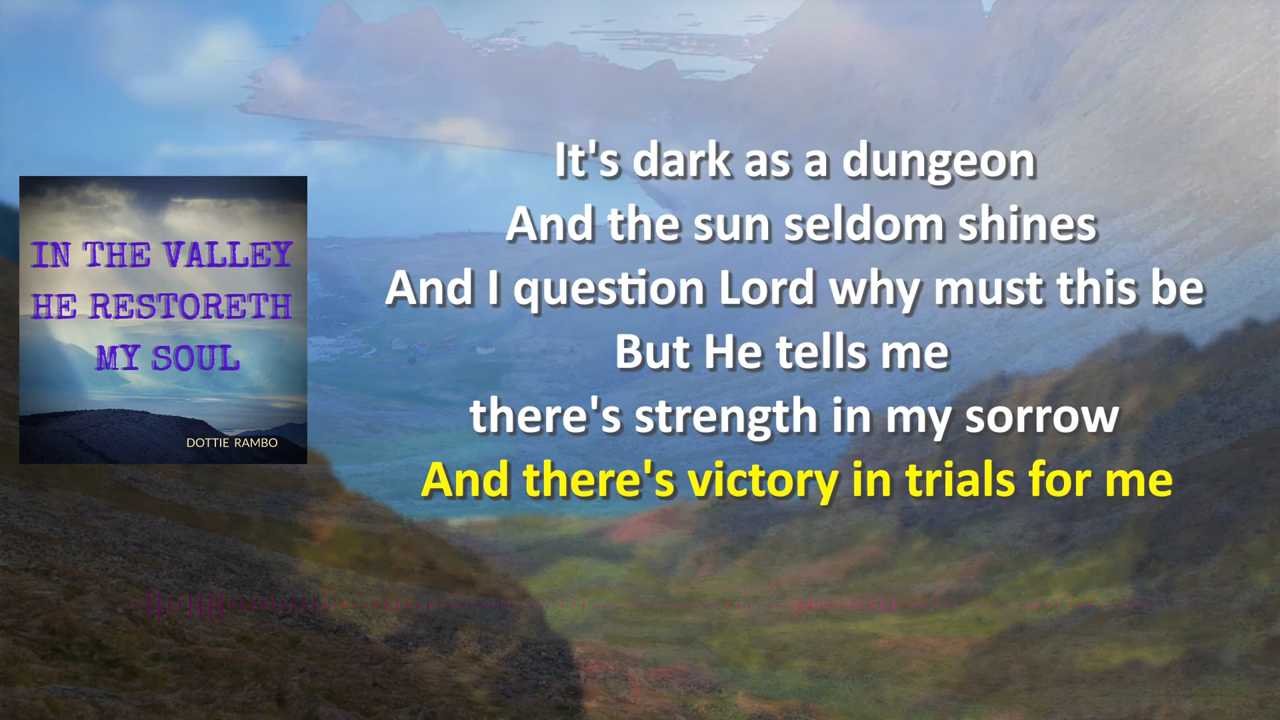 IN THE VALLEY
HE RESTORETH
MY SOUL
DOTTIE RAMBO
It's dark as a dungeon
And the sun seldom shines
And I question Lord why must this be
But He tells me
there's strength in my sorrow
And there's victory in trials for me